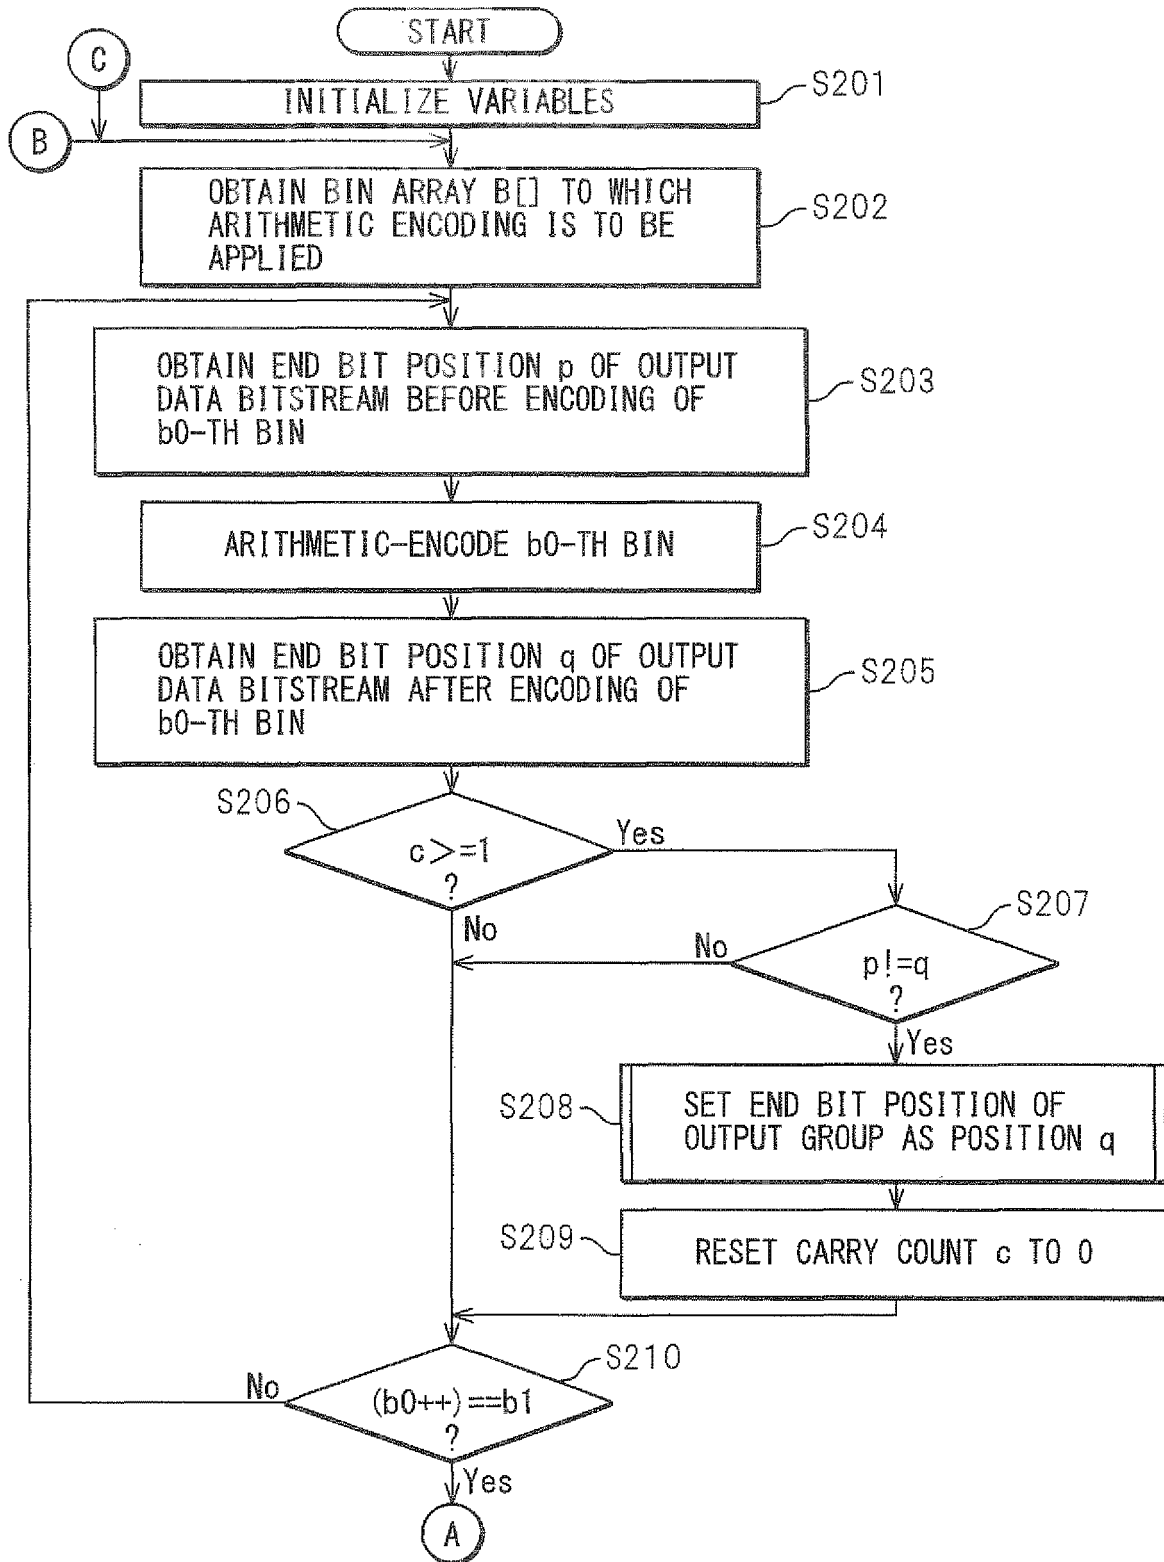 START
C
INITIALIZE VARIABLES
S201
B
OBTAIN BIN ARRAY B[] TO WHICH
ARITHMETIC ENCODING IS TO BE
APPLIED
S202
OBTAIN END BIT POSITION p OF OUTPUT
DATA BITSTREAM BEFORE ENCODING OF
b0-TH BIN
S203
ARITHMETIC-ENCODE b0-TH BIN
S204
OBTAIN END BIT POSITION q OF OUTPUT
DATA BITSTREAM AFTER ENCODING OF
b0-TH BIN
S205
S206
c>=1
?
Yes
No
S207
p!=q
?
No
Yes
S208
SET END BIT POSITION OF
OUTPUT GROUP AS POSITION q
S209
RESET CARRY COUNT c TO 0
S210
(b0++)==b1
?
No
Yes
A